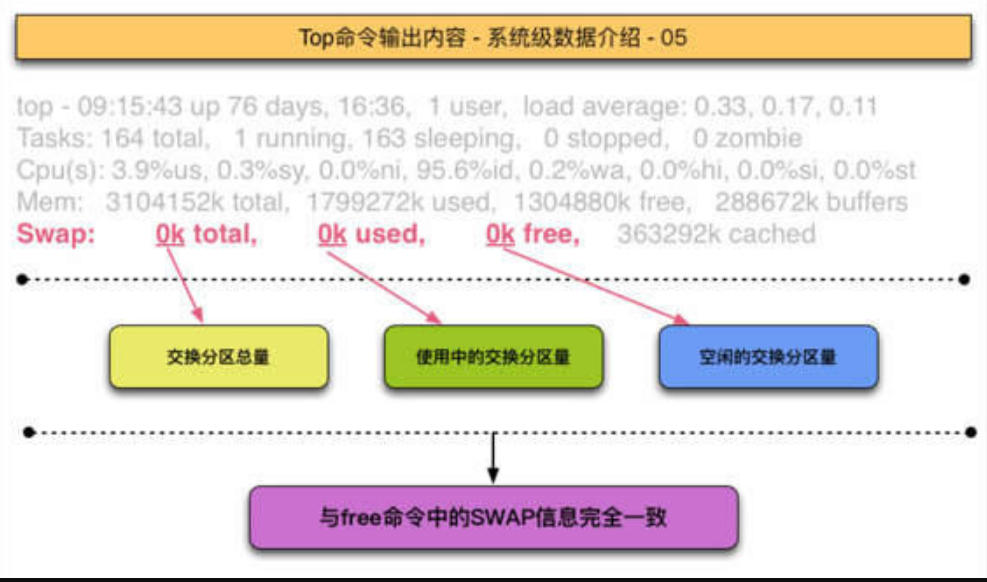 Top命令输出内容 - 系统级数据介绍 - 05
top - 09:15:43 up 76 days, 16:36, 1 user, load average: 0.33, 0.17, 0.11
Tasks: 164 total, 1 running, 163 sleeping, 0 stopped, 0 zombie
Cpu(s): 3.9%us, 0.3%sy, 0.0%ni, 95.6%id, 0.2%wa, 0.0%hi, 0.0%si, 0.0%st
Mem: 3104152k total, 1799272k used, 1304880k free, 288672k buffers
Swap: 0k total, 0k used, 0k free, 363292k cached
交换分区总量
使用中的交换分区量
空闲的交换分区量
与free命令中的SWAP信息完全一致